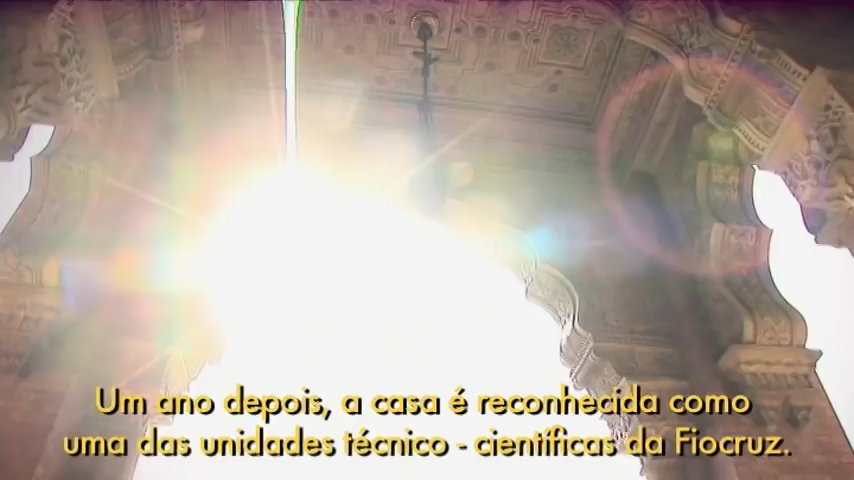 Um ano depois, a casa é reconhecida como
uma das unidades técnico - científicas da Fiocruz.